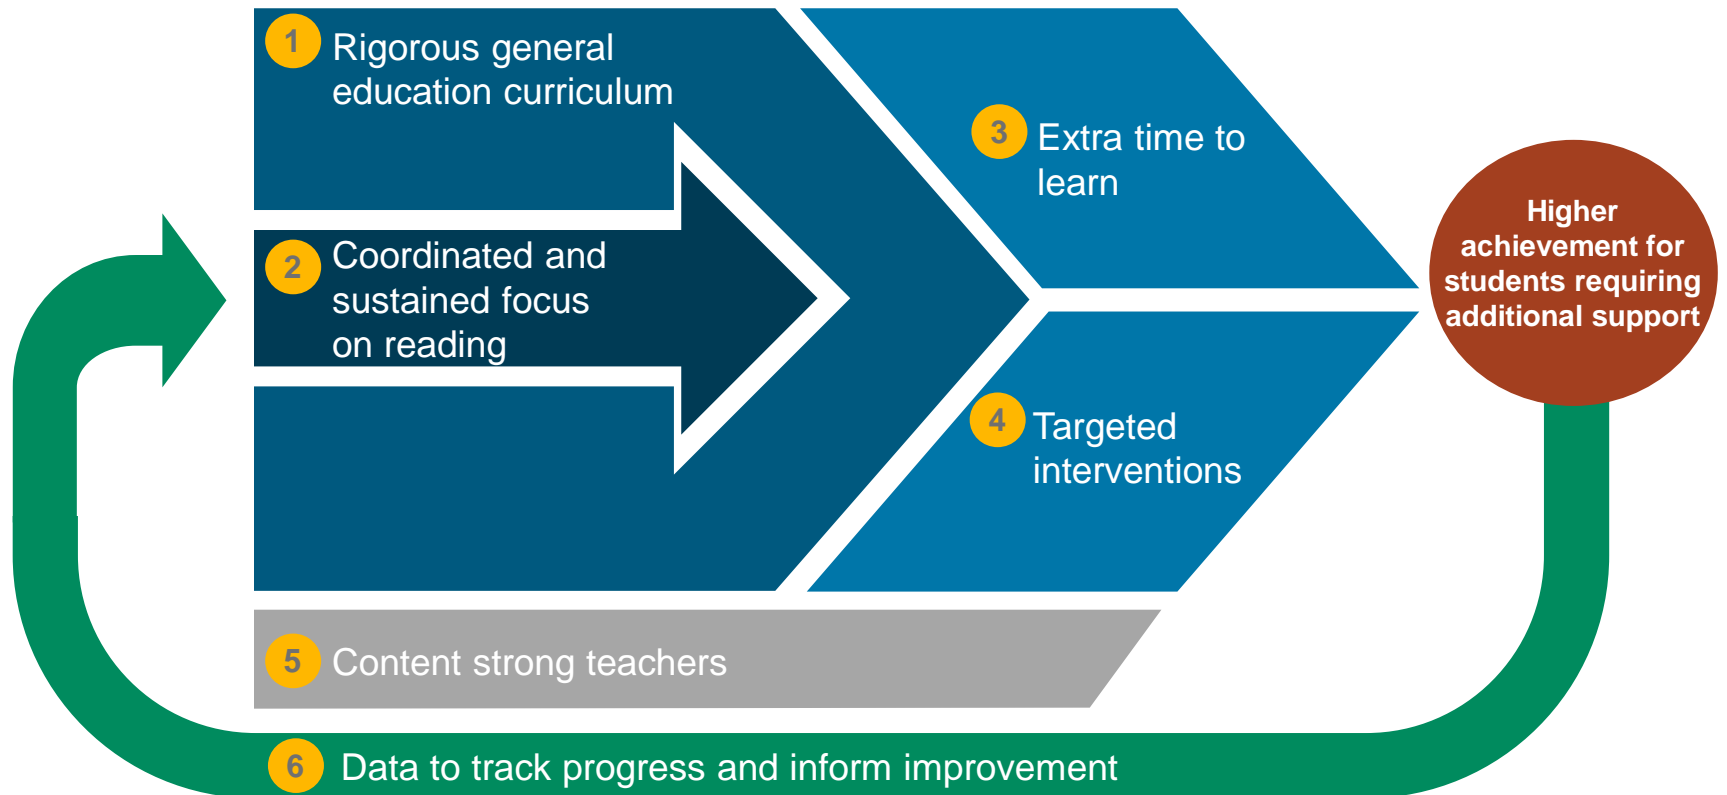 1 Rigorous general
education curriculum
2 Coordinated and
sustained focus
on reading
3 Extra time to
learn
4 Targeted
interventions
Higher
achievement for
students requiring
additional support
5 Content strong teachers
6 Data to track progress and inform improvement